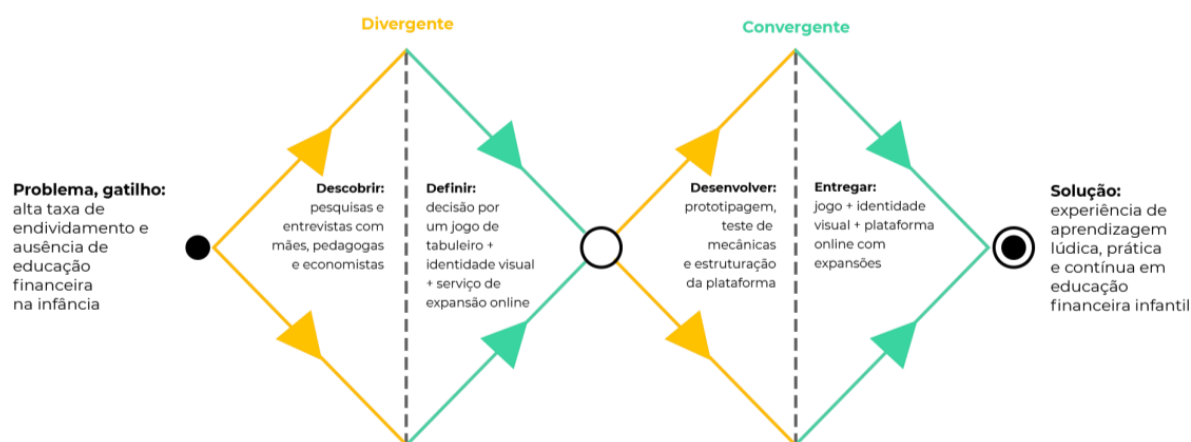 Divergente
Convergente
Problema, gatilho:
alta taxa de
endividamento e
ausência de
educação
financeira
na infância
Descobrir:
pesquisas e
entrevistas com
mães, pedagogas
e economistas
Definir:
decisão por
um jogo de
tabuleiro +
identidade visual
+ serviço de
expansão online
Desenvolver:
prototipagem,
teste de
mecânicas
e estruturação
da plataforma
Entregar:
jogo + identidade
visual + plataforma
online com
expansões
Solução:
experiência de
aprendizagem
lúdica, prática
e contínua em
educação
financeira infantil